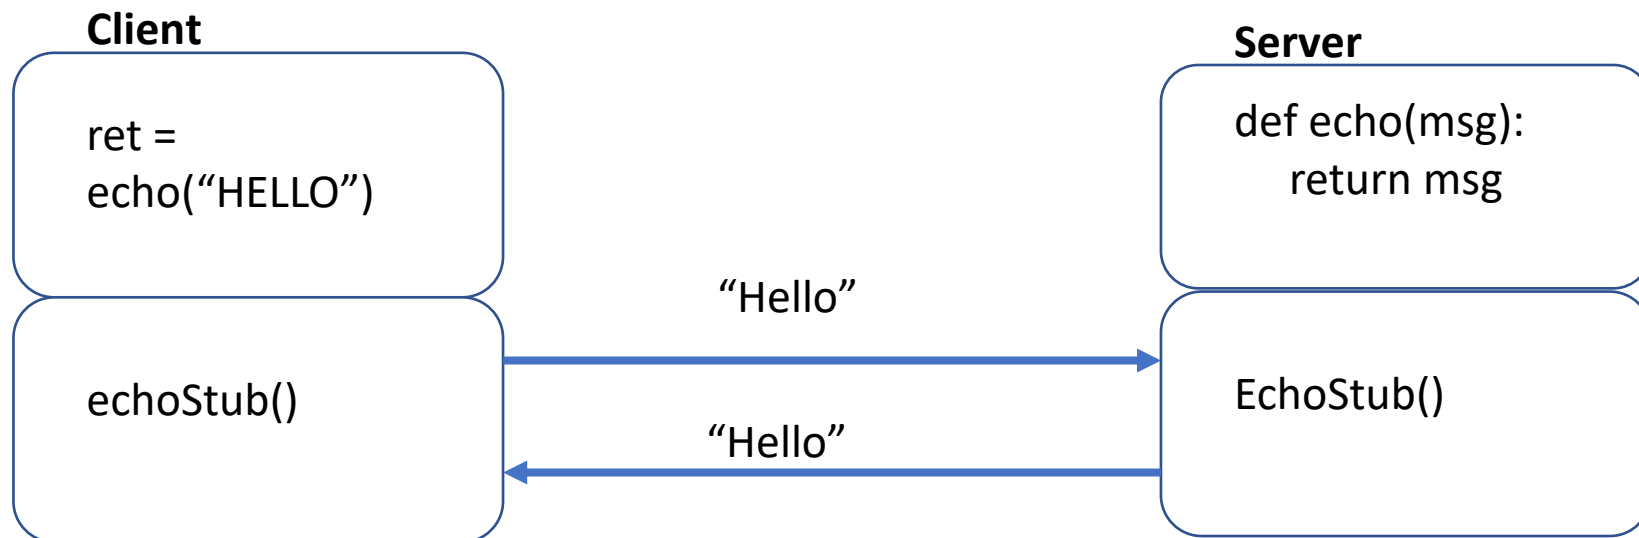 Client
ret =
echo(“HELLO”)
echoStub()
“Hello”
“Hello”
Server
def echo(msg):
return msg
EchoStub()